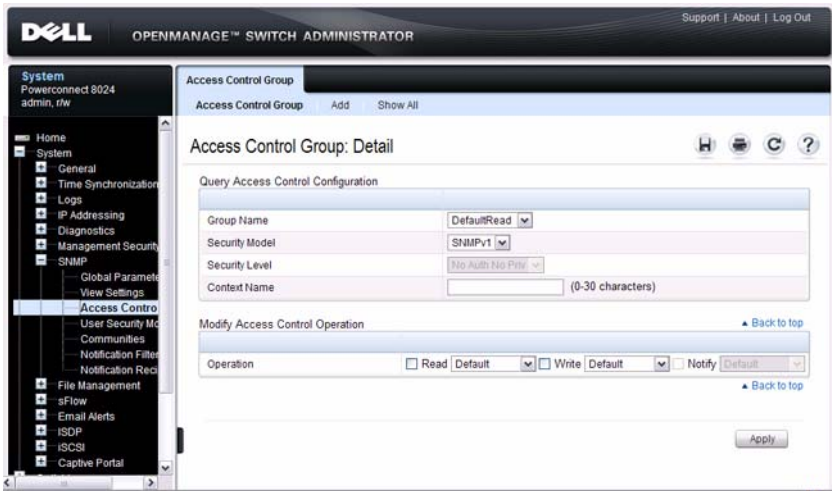 Support | About | Log Out
DELL
OPENMANAGE™ SWITCH ADMINISTRATOR
System
Powerconnect 8024
admin, r/w
Access Control Group
Access Control Group Add Show All
Home
System
General
Time Synchronization
Logs
IP Addressing
Diagnostics
Management Security
SNMP
Global Paramete
View Settings
Access Contro
User Security Mo
Communities
Notification Filter
Notification Reci
File Management
sFlow
Email Alerts
ISDP
iSCSI
Captive Portal
Access Control Group: Detail
Query Access Control Configuration
Group Name DefaultRead
Security Model SNMPv1
Security Level No Auth No Priv
Context Name (0-30 characters)
Modify Access Control Operation Back to top
Operation Read Default Write Default Notify Default
Back to top
Apply